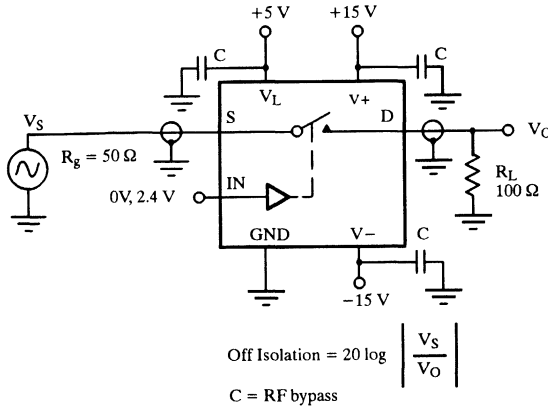 +5 V
+15 V
C
C
V_L
V+
V_S
S
D
V_O
R_g = 50 Ω
R_L
100 Ω
0V, 2.4 V
IN
GND
V−
C
−15 V
Off Isolation = 20 log | V_S / V_O |
C = RF bypass